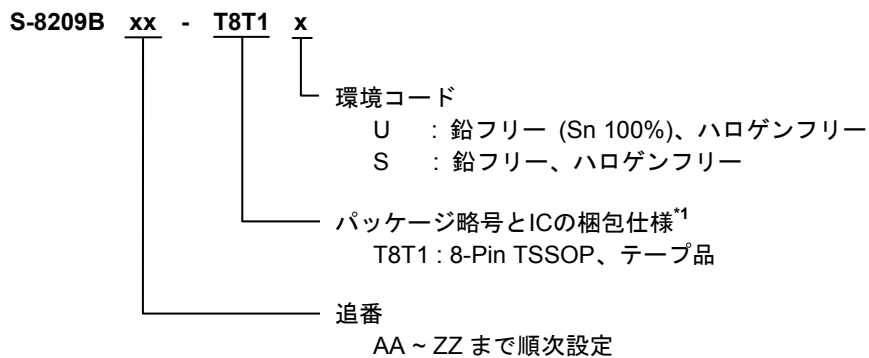 S-8209B xx - T8T1 x
環境コード
U : 鉛フリー (Sn 100%)、ハロゲンフリー
S : 鉛フリー、ハロゲンフリー
パッケージ略号とICの梱包仕様*1
T8T1 : 8-Pin TSSOP、テープ品
追番
AA ~ ZZ まで順次設定